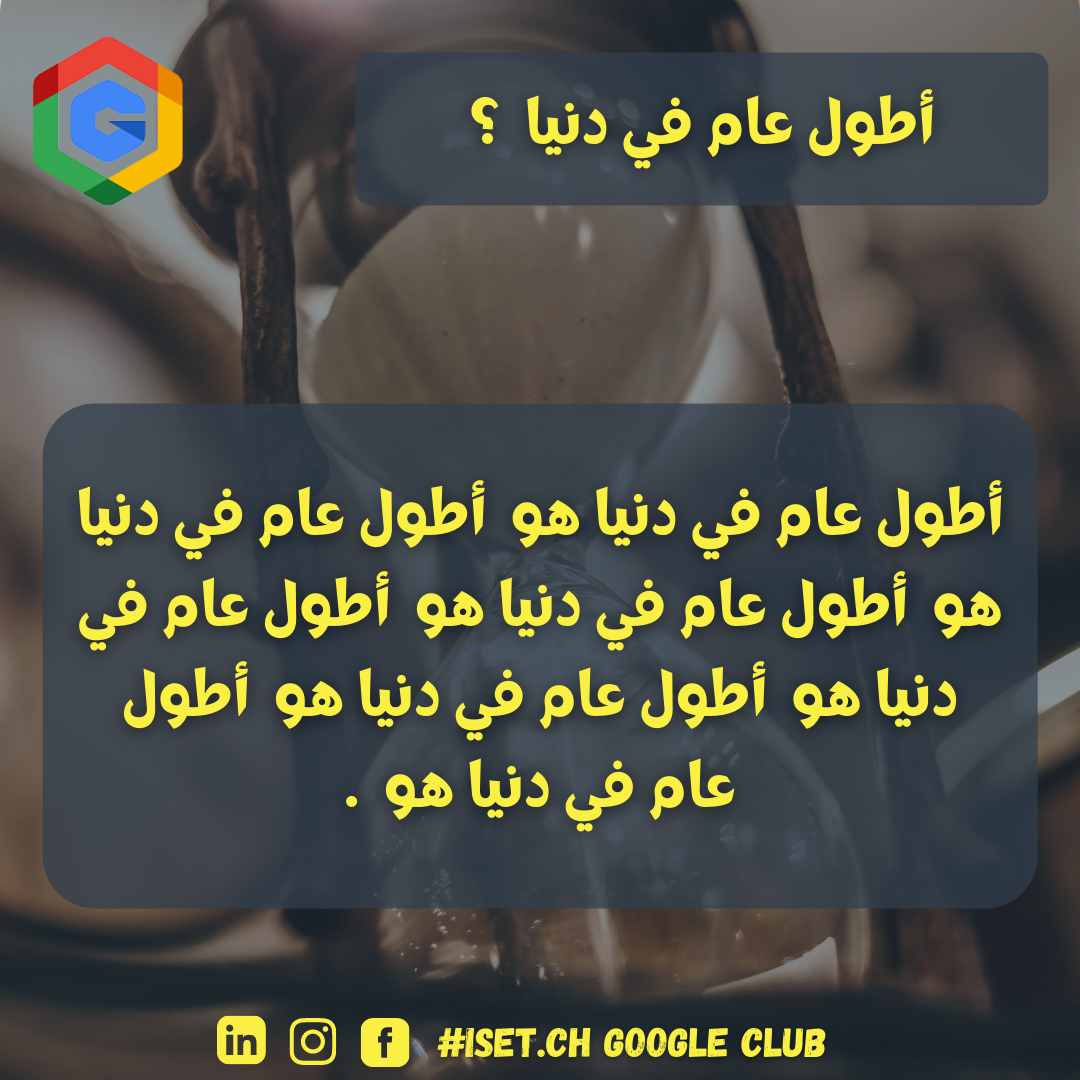 أطول عام في دنيا ؟
أطول عام في دنيا هو أطول عام في دنيا
هو أطول عام في دنيا هو أطول عام في
دنيا هو أطول عام في دنيا هو أطول
عام في دنيا هو .
#ISET.CH GOOGLE CLUB